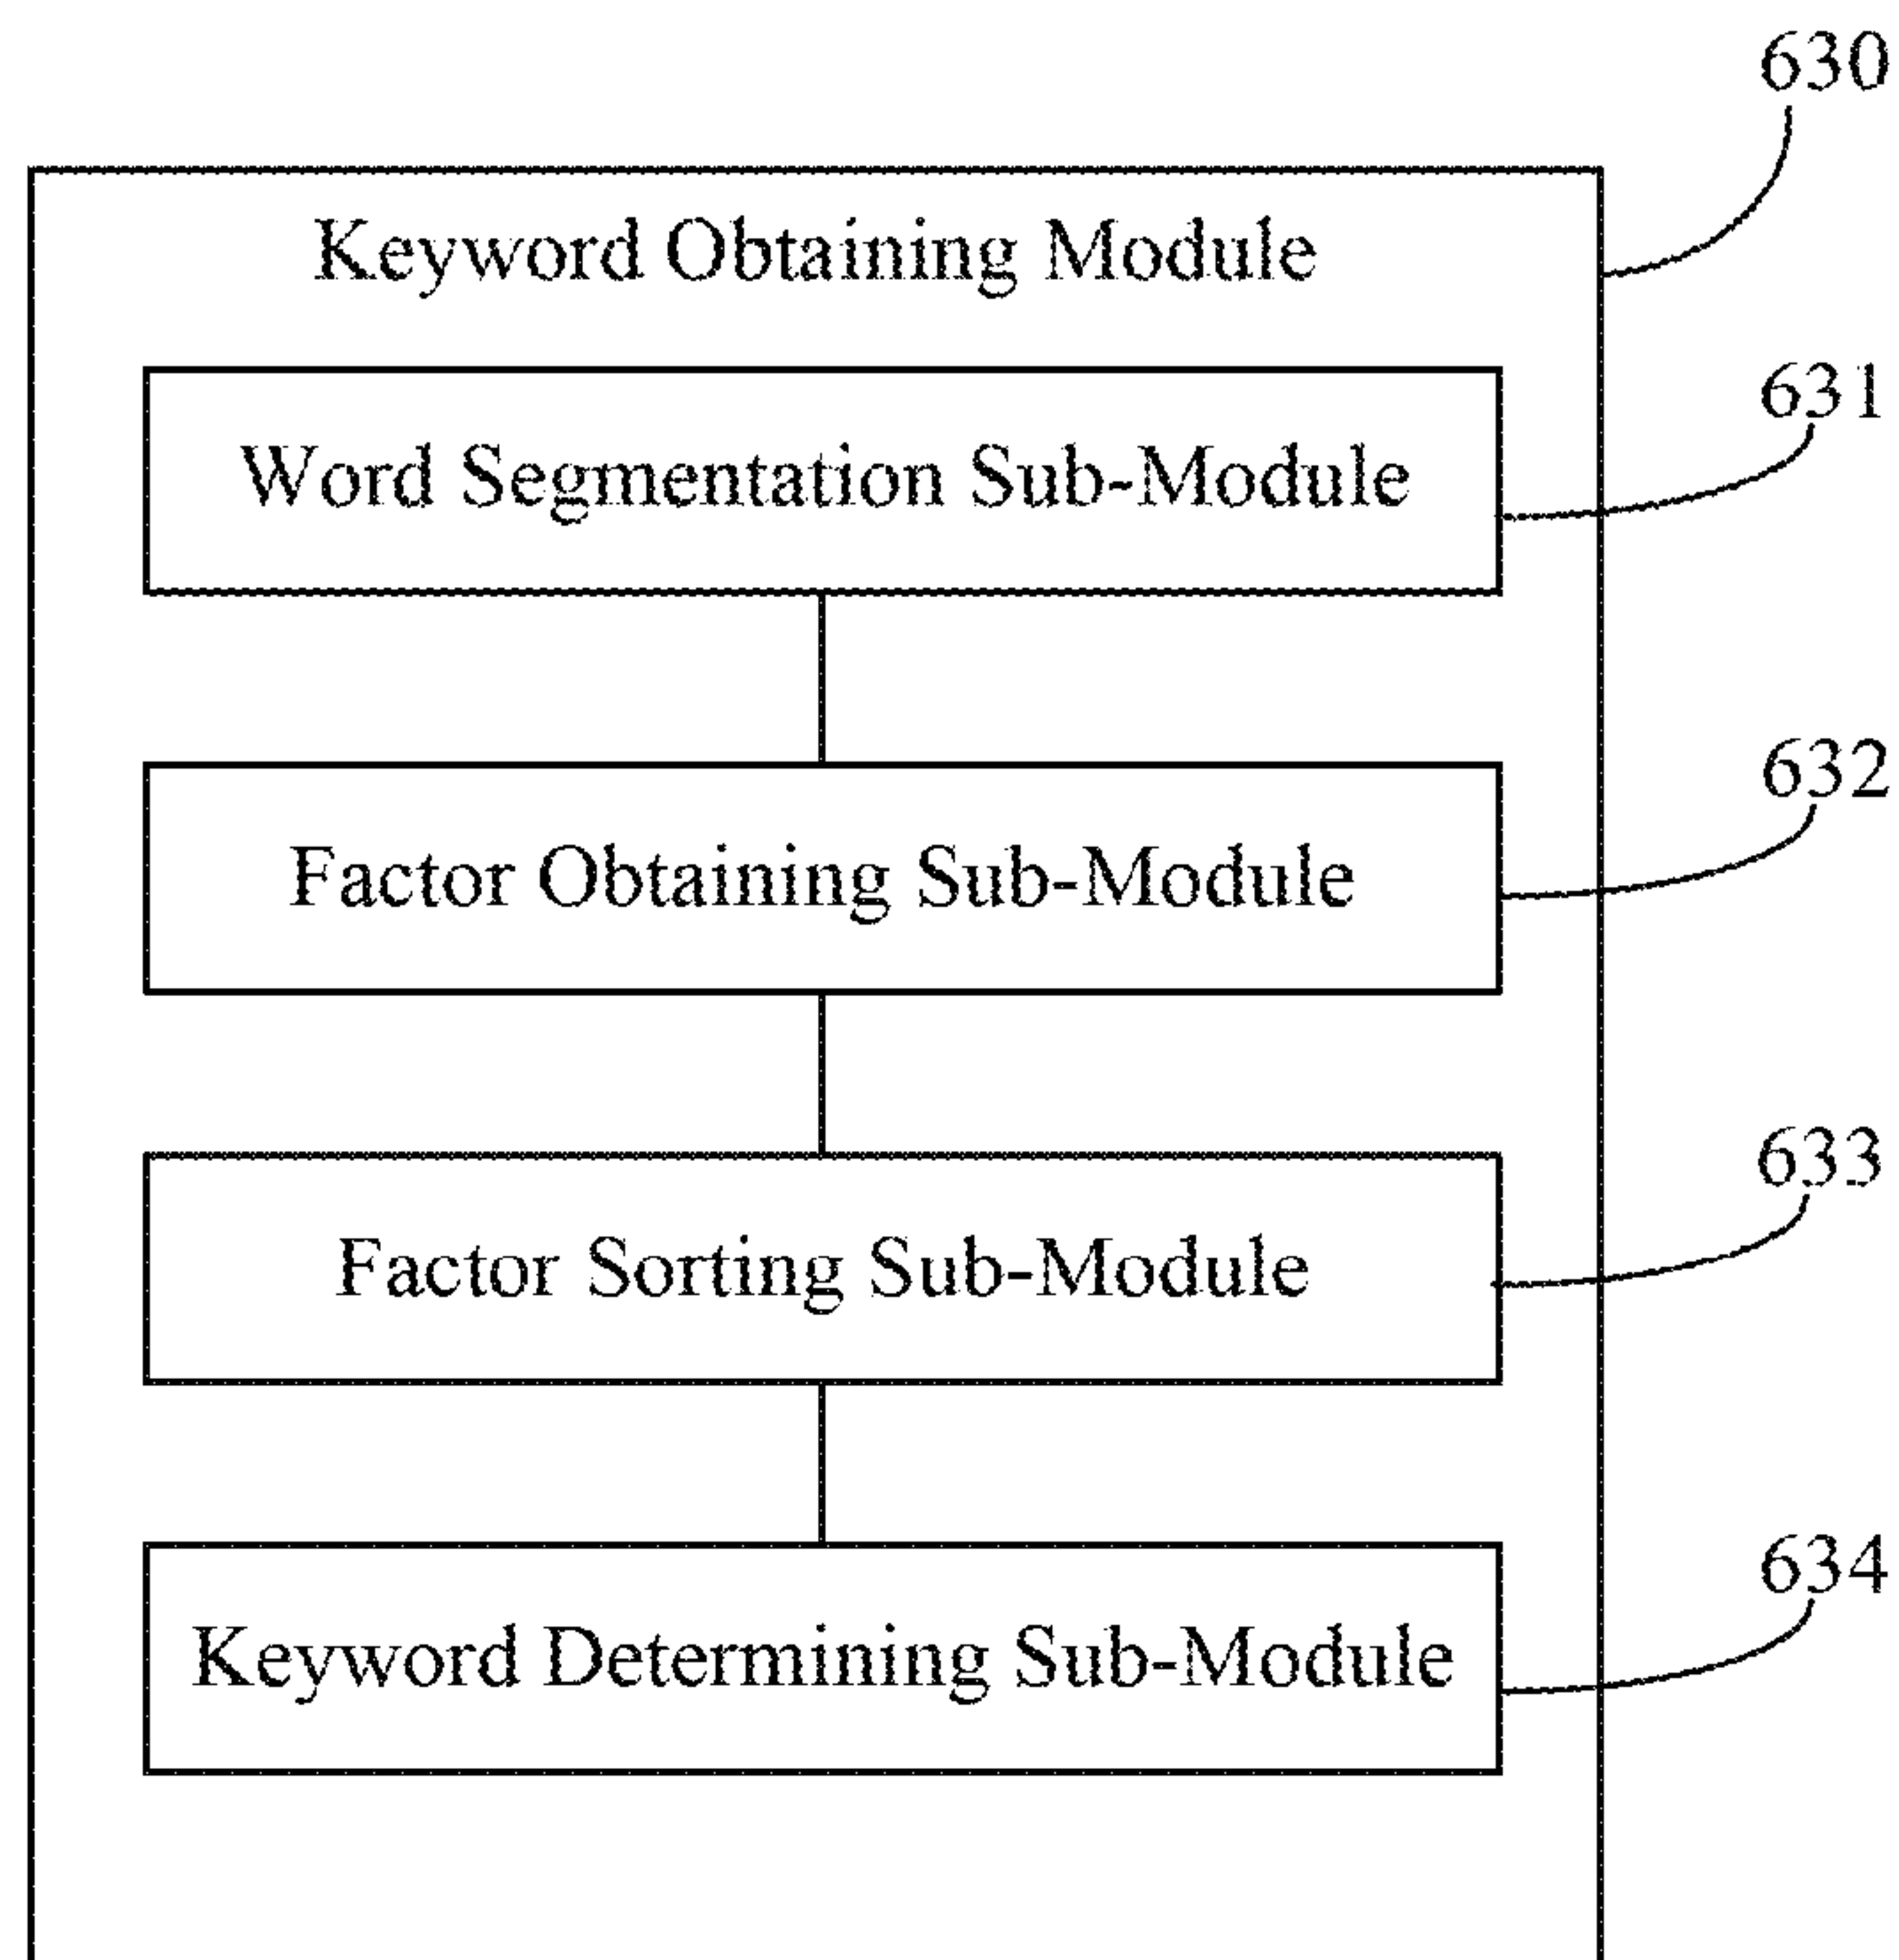 630
Keyword Obtaining Module
631
Word Segmentation Sub-Module
632
Factor Obtaining Sub-Module
633
Factor Sorting Sub-Module
634
Keyword Determining Sub-Module